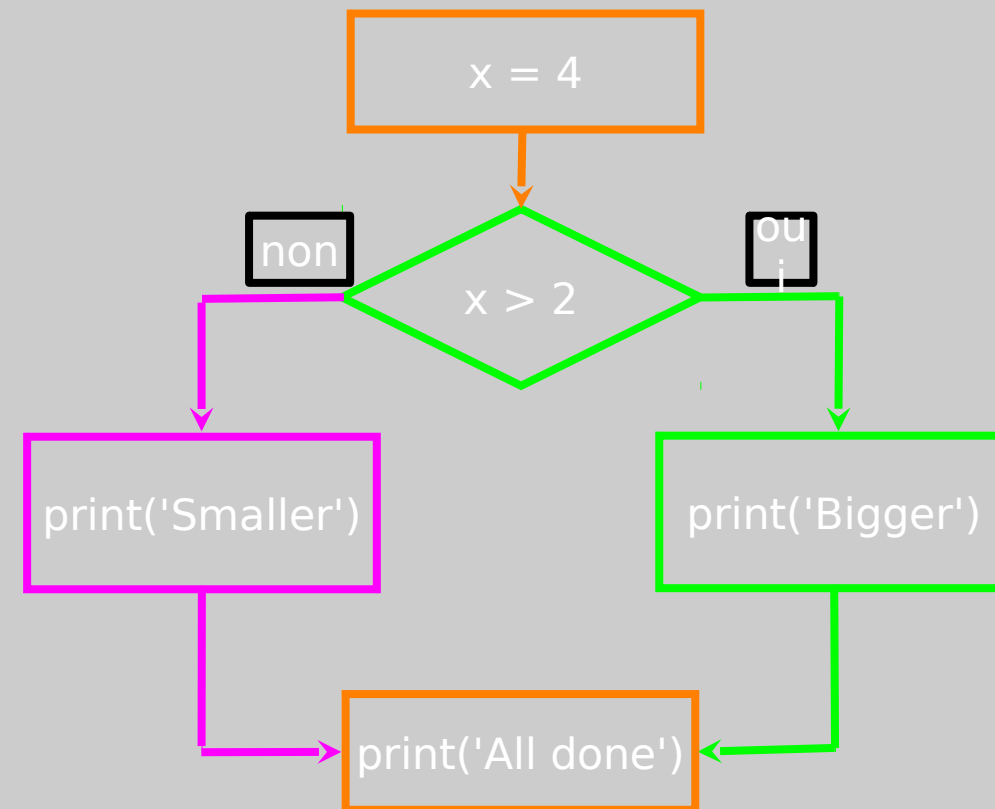 x = 4
non
ou
i
x > 2
print('Smaller')
print('Bigger')
print('All done')